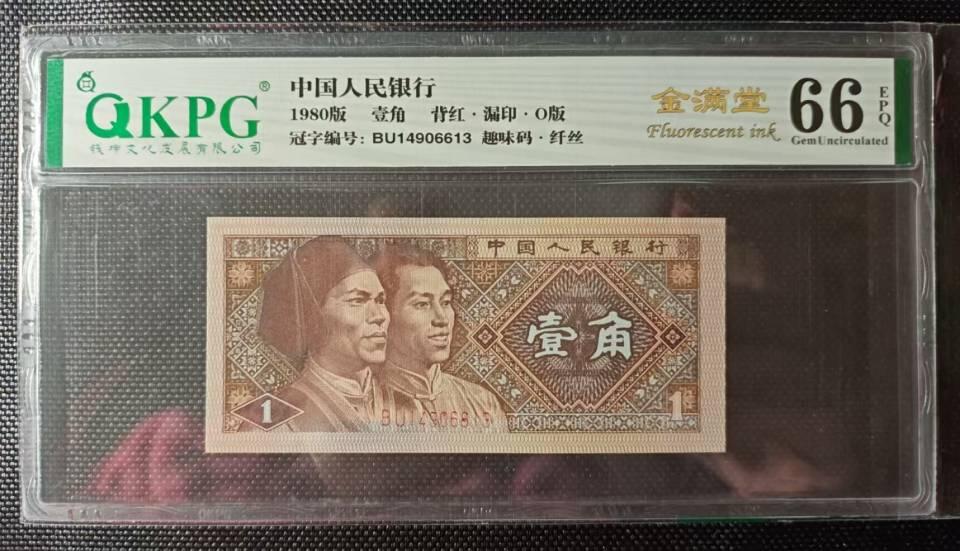 QKPG®
钱坤文化发展有限公司
中国人民银行
1980版 壹角 背红·漏印·O版
冠字编号: BU14906613 趣味码·纤丝
金满堂
Fluorescent ink
66
EPQ
Gem Uncirculated
中国人民银行
壹角
1
1